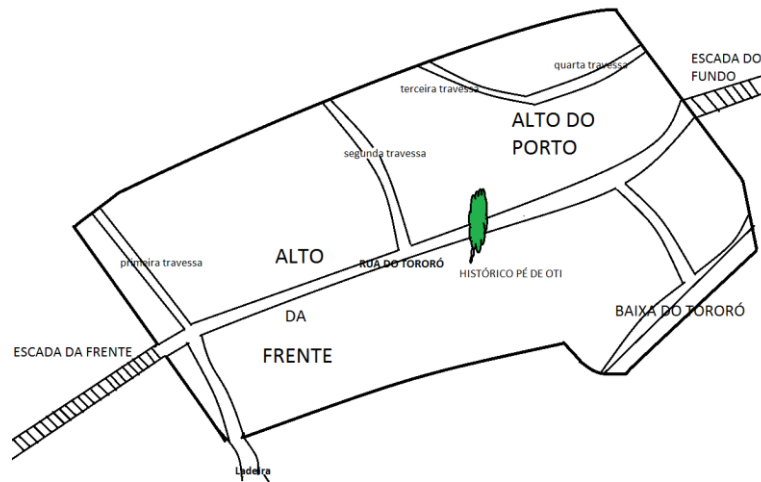 ESCADA DO
FUNDO
quarta travessa
terceira travessa
ALTO DO
PORTO
segunda travessa
primeira travessa
ALTO
RUA DO TORORÓ
HISTÓRICO PÉ DE OTI
DA
BAIXA DO TORORÓ
ESCADA DA FRENTE
FRENTE
Ladeira